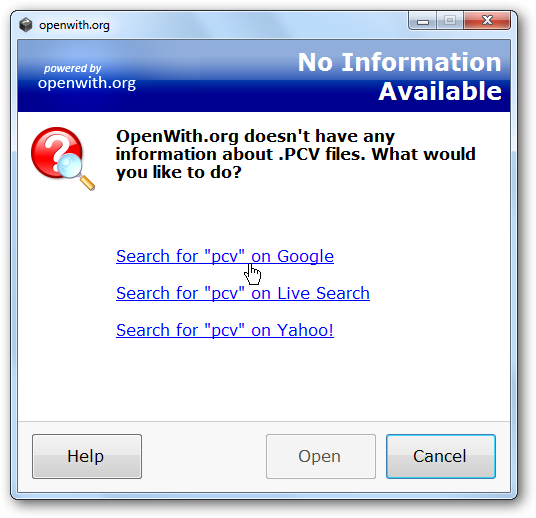 openwith.org
powered by
openwith.org
No Information
Available
OpenWith.org doesn't have any
information about .PCV files. What would
you like to do?
Search for "pcv" on Google
Search for "pcv" on Live Search
Search for "pcv" on Yahoo!
Help
Open
Cancel